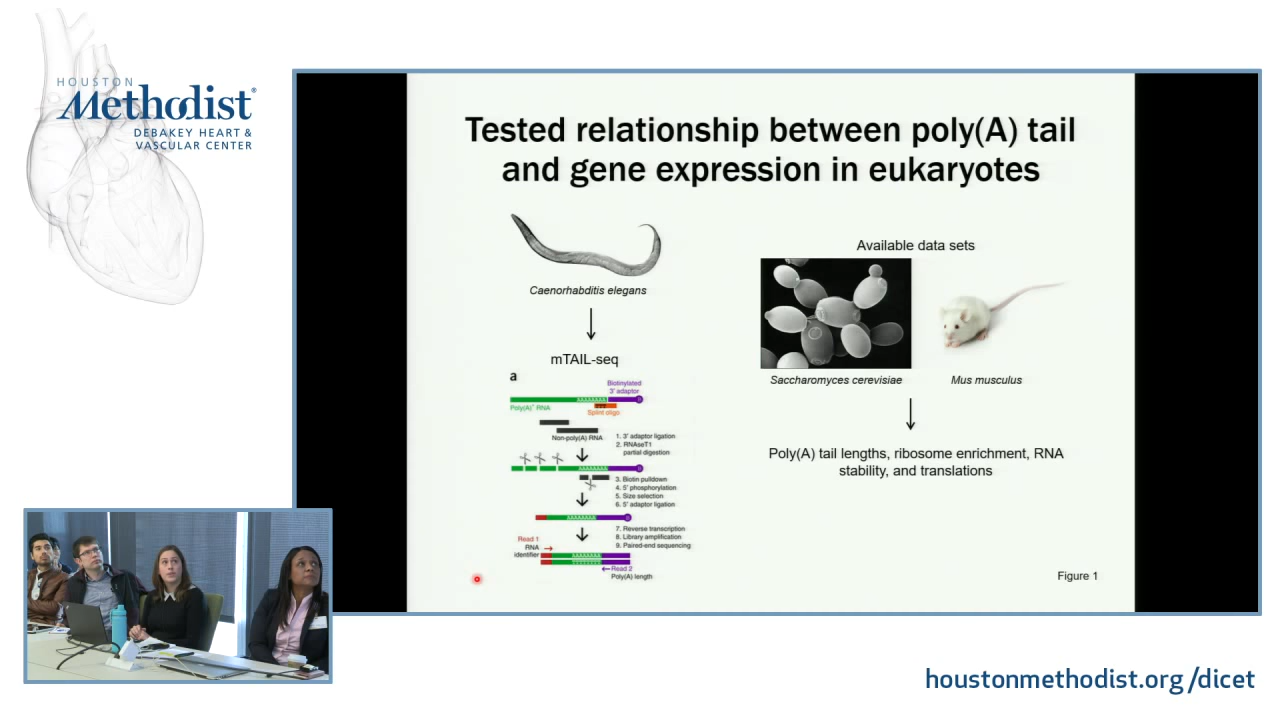 HOUSTON
Methodist®
DEBAKEY HEART &
VASCULAR CENTER
Tested relationship between poly(A) tail
and gene expression in eukaryotes
Caenorhabditis elegans
mTAIL-seq
a
Biotinylated
3' adaptor
Poly(A)+ RNA
Splint oligo
Non-poly(A) RNA
1. 3' adaptor ligation
2. RNAseT1
partial digestion
3. Biotin pulldown
4. 5' phosphorylation
5. Size selection
6. 5' adaptor ligation
7. Reverse transcription
8. Library amplification
9. Paired-end sequencing
Read 1
RNA
identifier
Read 2
Poly(A) length
Available data sets
Saccharomyces cerevisiae
Mus musculus
Poly(A) tail lengths, ribosome enrichment, RNA
stability, and translations
Figure 1
houstonmethodist.org/dicet